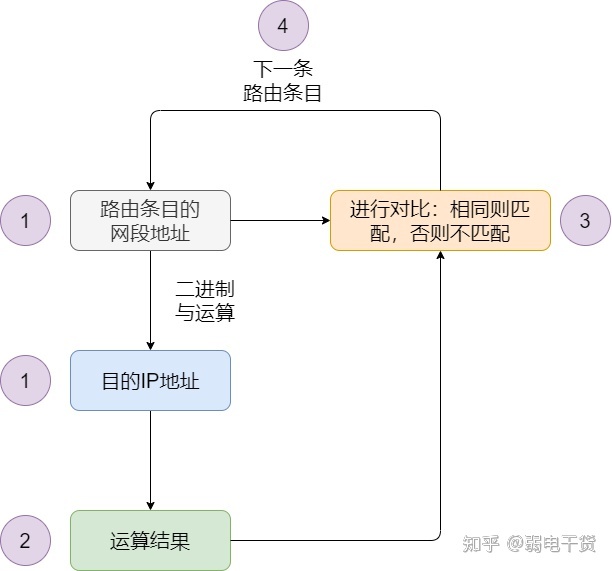 4
下一条
路由条目
1
路由条目的
网段地址
进行对比：相同则匹
配，否则不匹配
3
二进制
与运算
1
目的IP地址
2
运算结果
知乎 @弱电干货